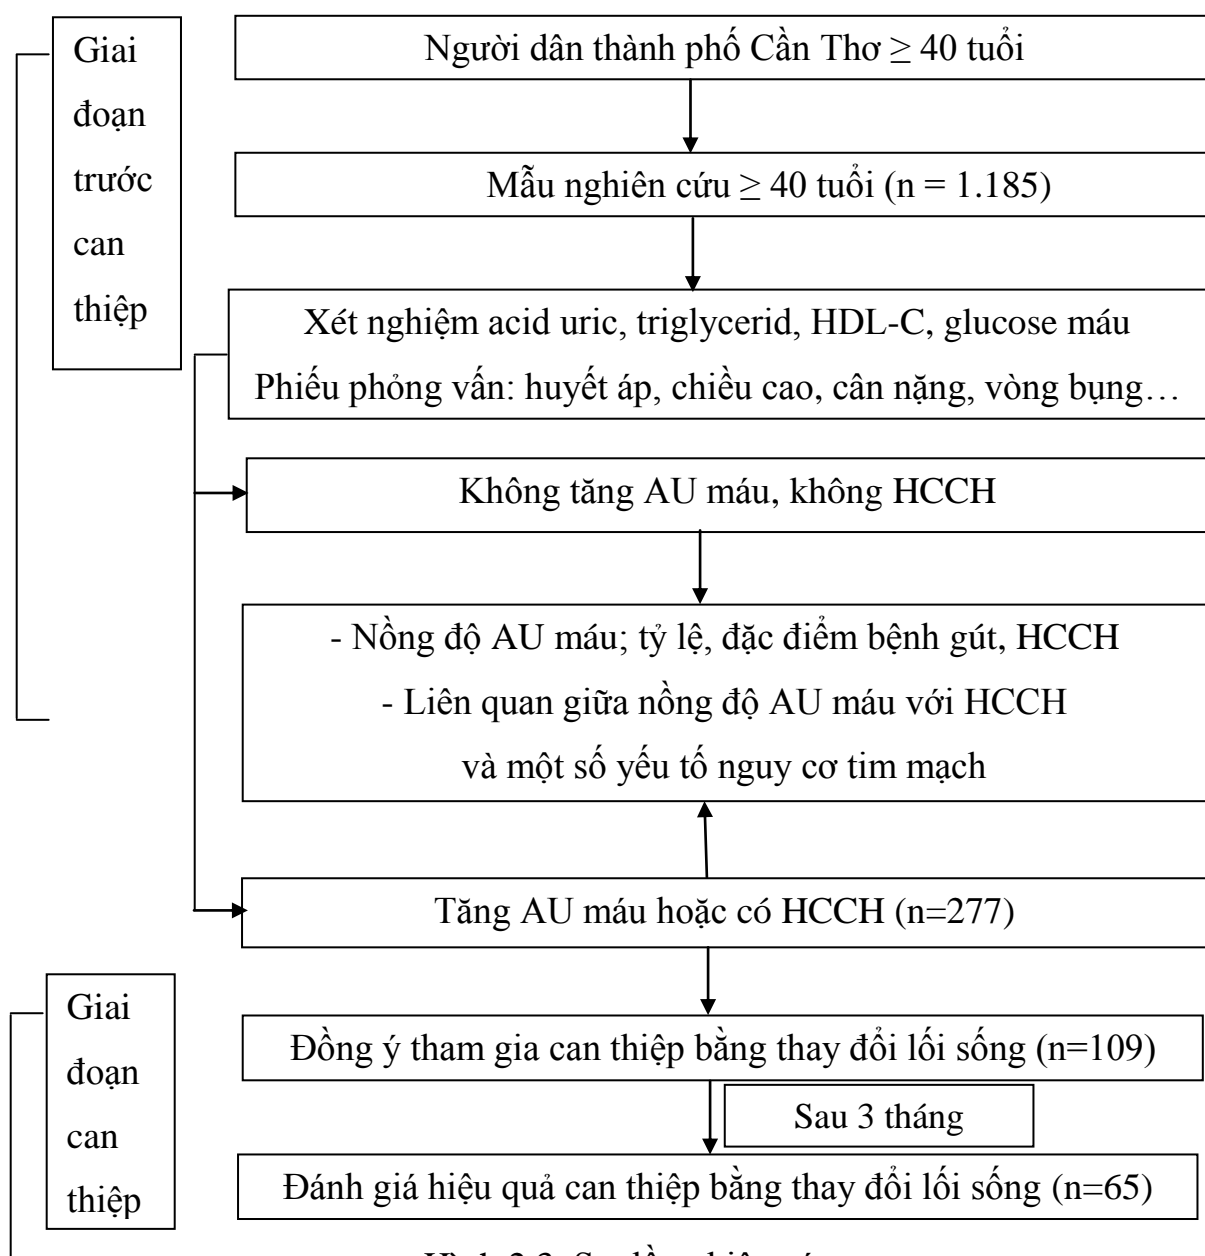 Giai
đoạn
trước
can
thiệp
Người dân thành phố Cần Thơ ≥ 40 tuổi
Mẫu nghiên cứu ≥ 40 tuổi (n = 1.185)
Xét nghiệm acid uric, triglycerid, HDL-C, glucose máu
Phiếu phỏng vấn: huyết áp, chiều cao, cân nặng, vòng bụng…
Không tăng AU máu, không HCCH
- Nồng độ AU máu; tỷ lệ, đặc điểm bệnh gút, HCCH
- Liên quan giữa nồng độ AU máu với HCCH
và một số yếu tố nguy cơ tim mạch
Tăng AU máu hoặc có HCCH (n=277)
Giai
đoạn
can
thiệp
Đồng ý tham gia can thiệp bằng thay đổi lối sống (n=109)
Sau 3 tháng
Đánh giá hiệu quả can thiệp bằng thay đổi lối sống (n=65)